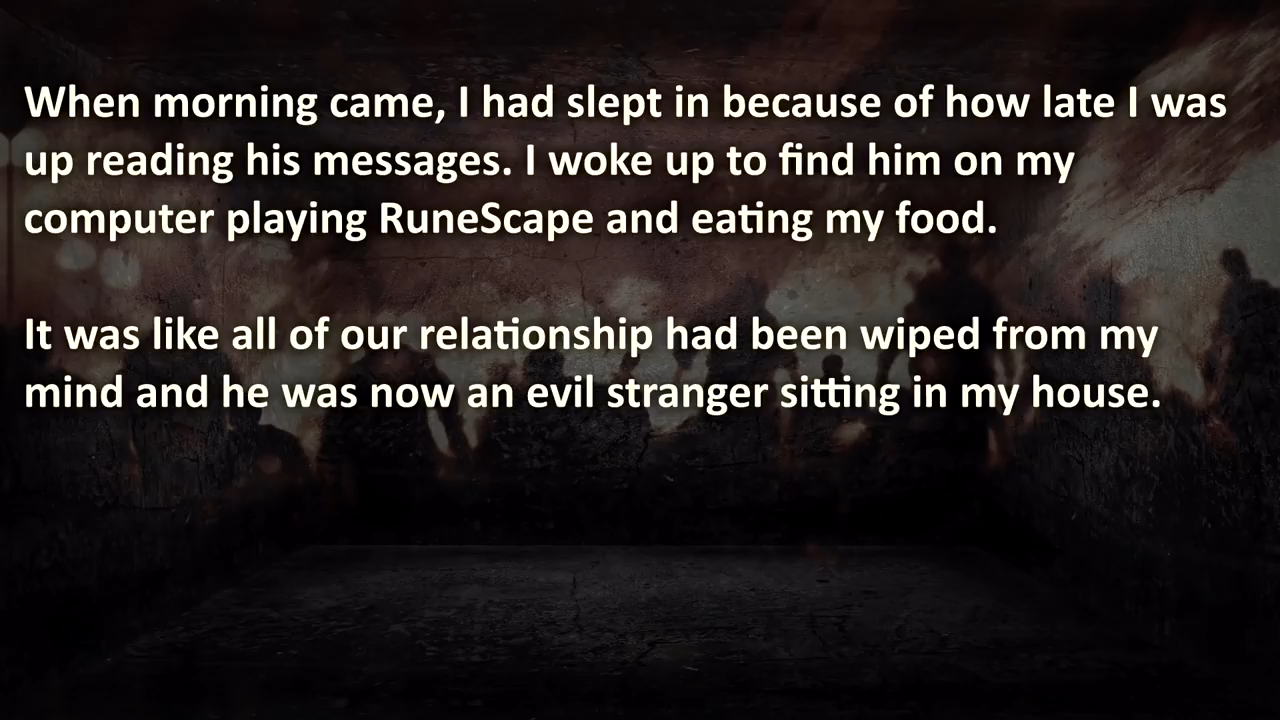 When morning came, I had slept in because of how late I was
up reading his messages. I woke up to find him on my
computer playing RuneScape and eating my food.
It was like all of our relationship had been wiped from my
mind and he was now an evil stranger sitting in my house.